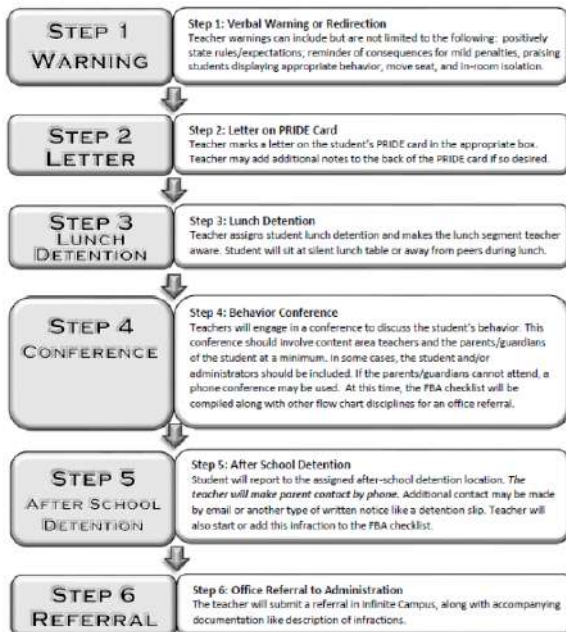 STEP 1
WARNING
Step 1: Verbal Warning or Redirection
Teacher warnings can include but are not limited to the following: positively
state rules/expectations; reminder of consequences for mild penalties, praising
students displaying appropriate behavior, move seat, and in-room isolation.
STEP 2
LETTER
Step 2: Letter on PRIDE Card
Teacher marks a letter on the student's PRIDE card in the appropriate box.
Teacher may add additional notes to the back of the PRIDE card if so desired.
STEP 3
LUNCH
DETENTION
Step 3: Lunch Detention
Teacher assigns student lunch detention and makes the lunch segment teacher
aware. Student will sit at silent lunch table or away from peers during lunch.
STEP 4
CONFERENCE
Step 4: Behavior Conference
Teachers will engage in a conference to discuss the student's behavior. This
conference should involve content area teachers and the parents/guardians
of the student at a minimum. In some cases, the student and/or
administrators should be included. If the parents/guardians cannot attend, a
phone conference may be used. At this time, the FBA checklist will be
compiled along with other flow chart disciplines for an office referral.
STEP 5
AFTER SCHOOL
DETENTION
Step 5: After School Detention
Student will report to the assigned after-school detention location. The
teacher will make parent contact by phone. Additional contact may be made
by email or another type of written notice like a detention slip. Teacher will
also start or add this infraction to the FBA checklist.
STEP 6
REFERRAL
Step 6: Office Referral to Administration
The teacher will submit a referral in Infinite Campus, along with accompanying
documentation like description of infractions.